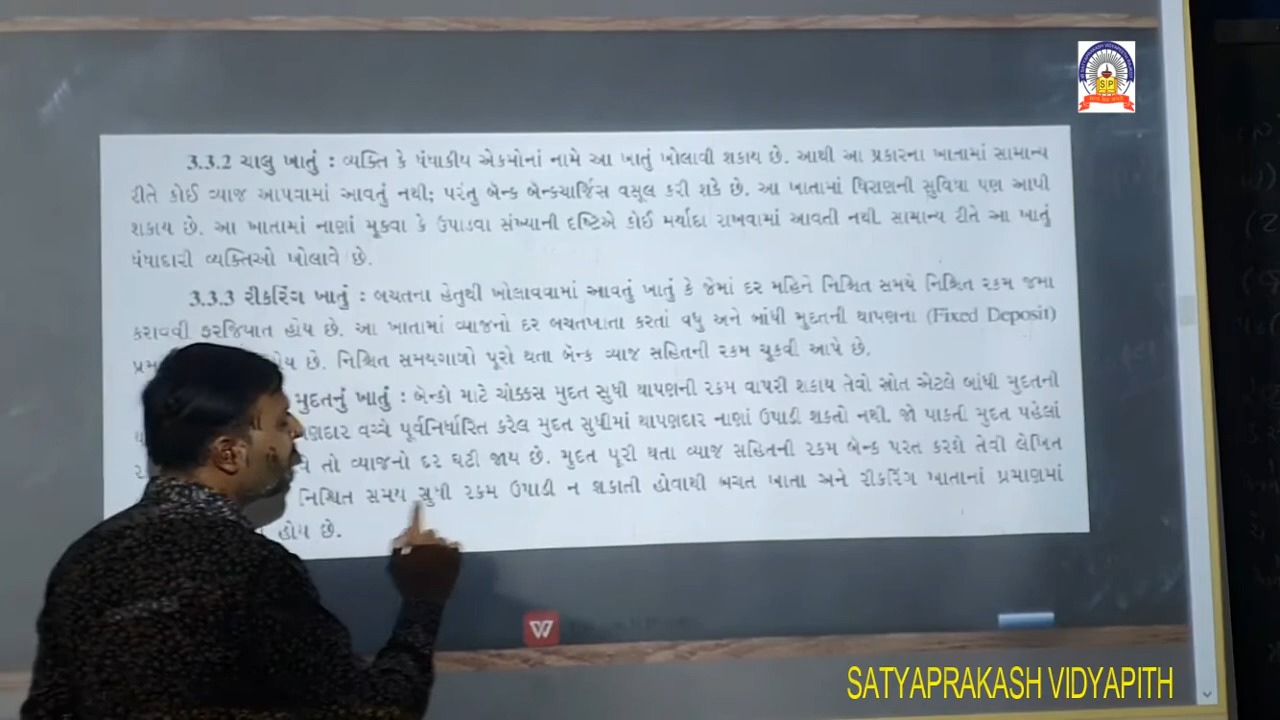 3.3.2 ચાલુ ખાતું : વ્યક્તિ કે ધંધાકીય એકમોનાં નામે આ ખાતું ખોલાવી શકાય છે. આથી આ પ્રકારના ખાતામાં સામાન્ય
રીતે કોઈ વ્યાજ આપવામાં આવતું નથી; પરંતુ બૅન્ક બૅન્કચાર્જિસ વસૂલ કરી શકે છે. આ ખાતામાં ધિરાણની સુવિધા પણ આપી
શકાય છે. આ ખાતામાં નાણાં મૂકવા કે ઉપાડવા સંખ્યાની દૃષ્ટિએ કોઈ મર્યાદા રાખવામાં આવતી નથી. સામાન્ય રીતે આ ખાતું
ધંધાદારી વ્યક્તિઓ ખોલાવે છે.
3.3.3 રીકરિંગ ખાતું : બચતના હેતુથી ખોલાવવામાં આવતું ખાતું કે જેમાં દર મહિને નિશ્ચિત સમયે નિશ્ચિત રકમ જમા
કરાવવી ફરજિયાત હોય છે. આ ખાતામાં વ્યાજનો દર બચતખાતા કરતાં વધુ અને બાંધી મુદતની થાપણના (Fixed Deposit)
હોય છે. નિશ્ચિત સમયગાળો પૂરો થતા બૅન્ક વ્યાજ સહિતની રકમ ચૂકવી આપે છે.
મુદતનું ખાતું : બૅન્કો માટે ચોક્કસ મુદત સુધી થાપણની રકમ વાપરી શકાય તેવો સ્રોત એટલે બાંધી મુદતની
વચ્ચે પૂર્વનિર્ધારિત કરેલ મુદત સુધીમાં થાપણદાર નાણાં ઉપાડી શકતો નથી. જો પાકતી મુદત પહેલાં
તો વ્યાજનો દર ઘટી જાય છે. મુદત પૂરી થતા વ્યાજ સહિતની રકમ બેન્ક પરત કરશે તેવી લેખિત
નિશ્ચિત સમય સુધી રકમ ઉપાડી ન શકાતી હોવાથી બચત ખાતા અને રીકરિંગ ખાતાનાં પ્રમાણમાં
હોય છે.
SATYAPRAKASH VIDYAPITH